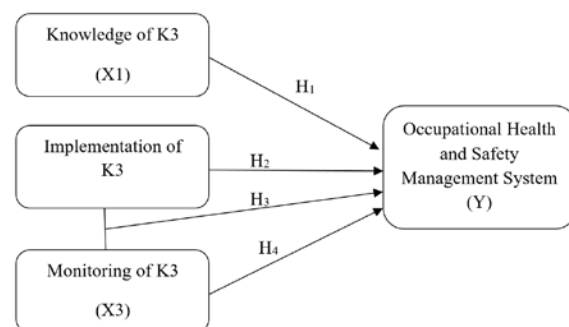 Knowledge of K3
(X1)
H1
Implementation of
K3
H2
H3
Monitoring of K3
(X3)
H4
Occupational Health
and Safety
Management System
(Y)